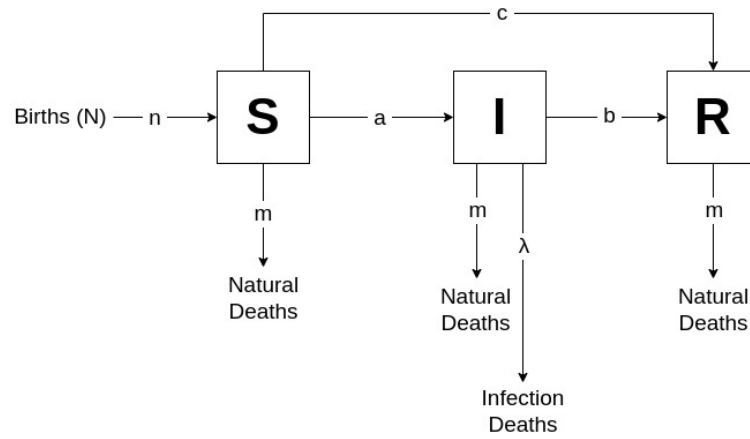 c
Births (N)
n
S
a
I
b
R
m
m
m
λ
Natural
Deaths
Natural
Deaths
Natural
Deaths
Infection
Deaths